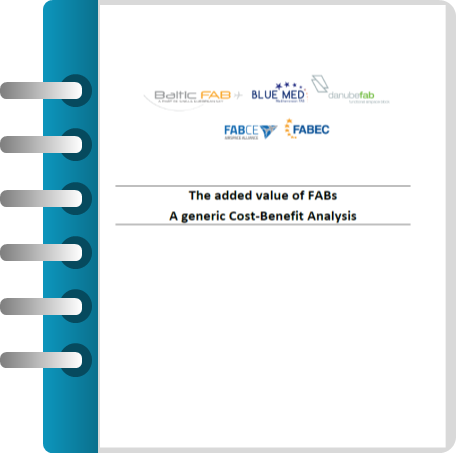 Baltic FAB
BLUE MED
danubefab
FABCE
FABEC
The added value of FABs
A generic Cost-Benefit Analysis